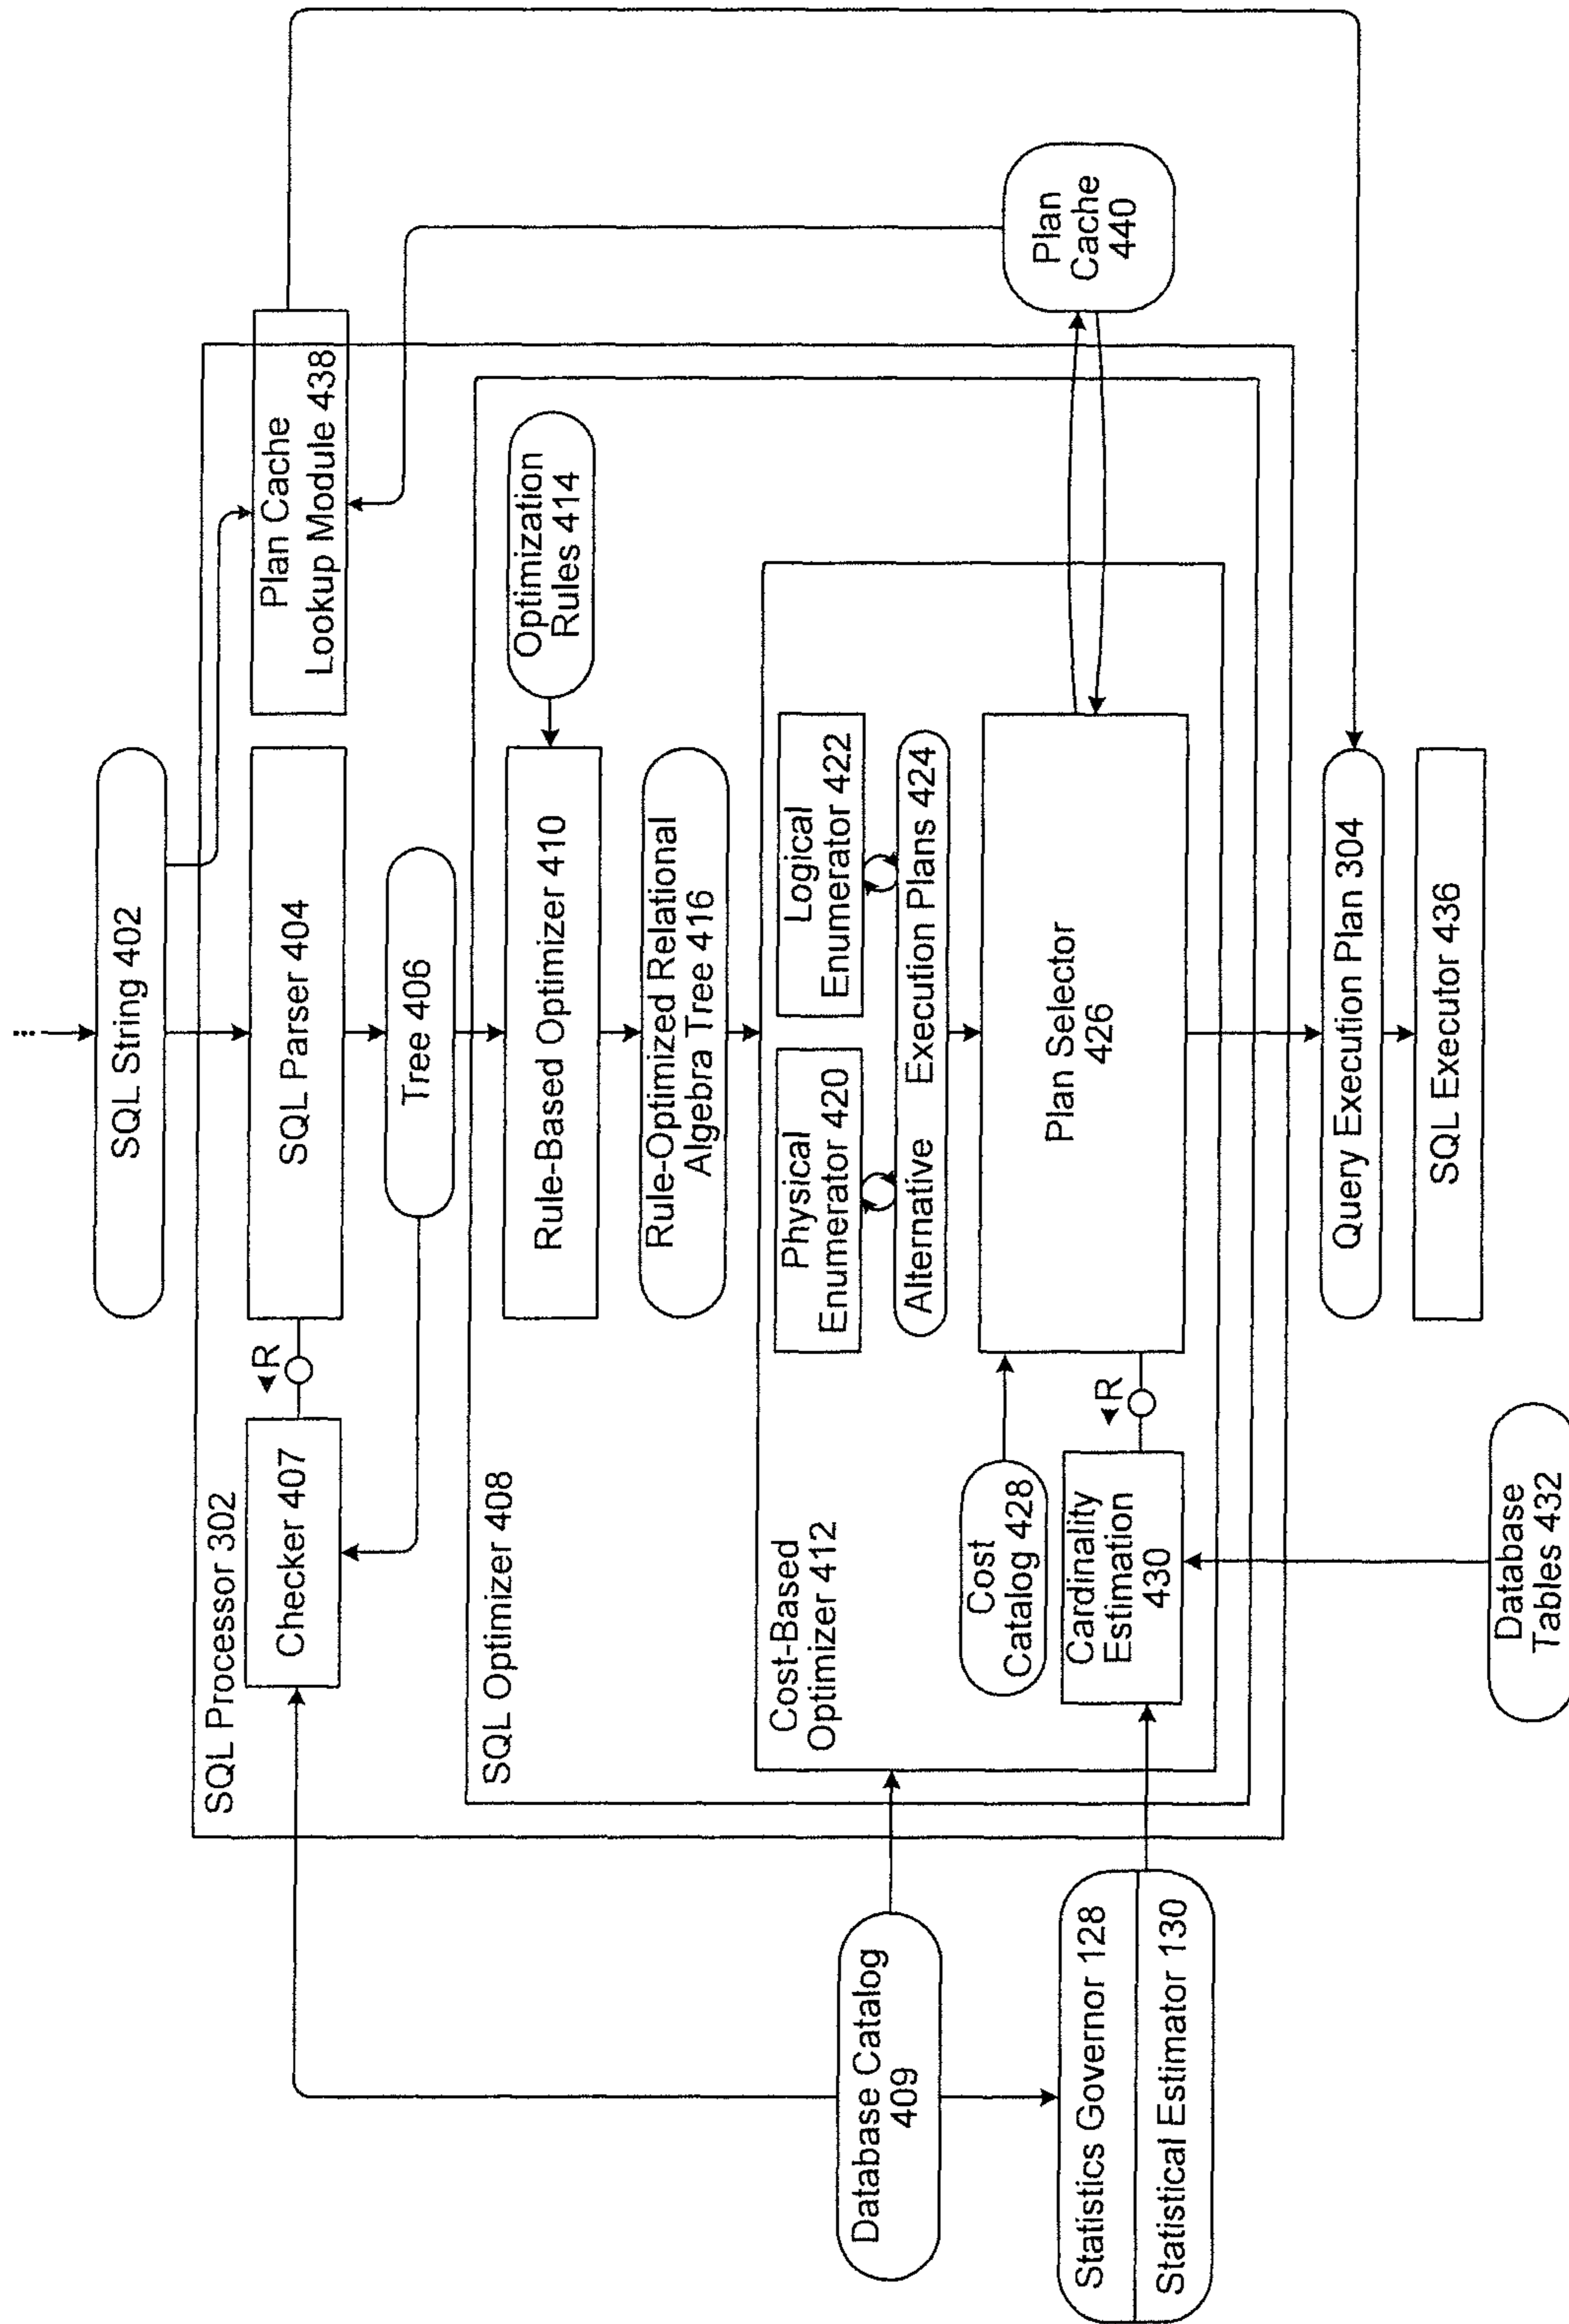 ...
SQL String 402
SQL Processor 302
Checker 407
R
SQL Parser 404
Plan Cache
Lookup Module 438
Tree 406
SQL Optimizer 408
Rule-Based Optimizer 410
Optimization
Rules 414
Rule-Optimized Relational
Algebra Tree 416
Cost-Based
Optimizer 412
Physical
Enumerator 420
Logical
Enumerator 422
Alternative Execution Plans 424
Database Catalog
409
Cost
Catalog 428
Plan Selector
426
Plan
Cache
440
R
Cardinality
Estimation
430
Statistics Governor 128
Statistical Estimator 130
Query Execution Plan 304
SQL Executor 436
Database
Tables 432